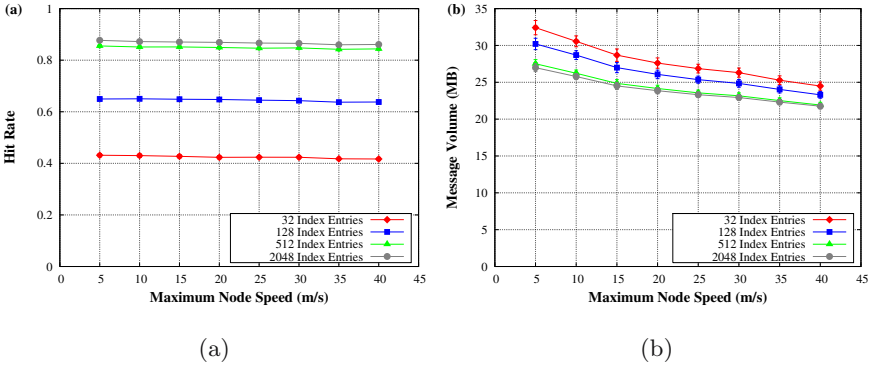 (a)
1
0.8
0.6
0.4
0.2
0
Hit Rate
32 Index Entries
128 Index Entries
512 Index Entries
2048 Index Entries
0 5 10 15 20 25 30 35 40 45
Maximum Node Speed (m/s)
(a)
(b)
35
30
25
20
15
10
5
0
Message Volume (MB)
32 Index Entries
128 Index Entries
512 Index Entries
2048 Index Entries
0 5 10 15 20 25 30 35 40 45
Maximum Node Speed (m/s)
(b)